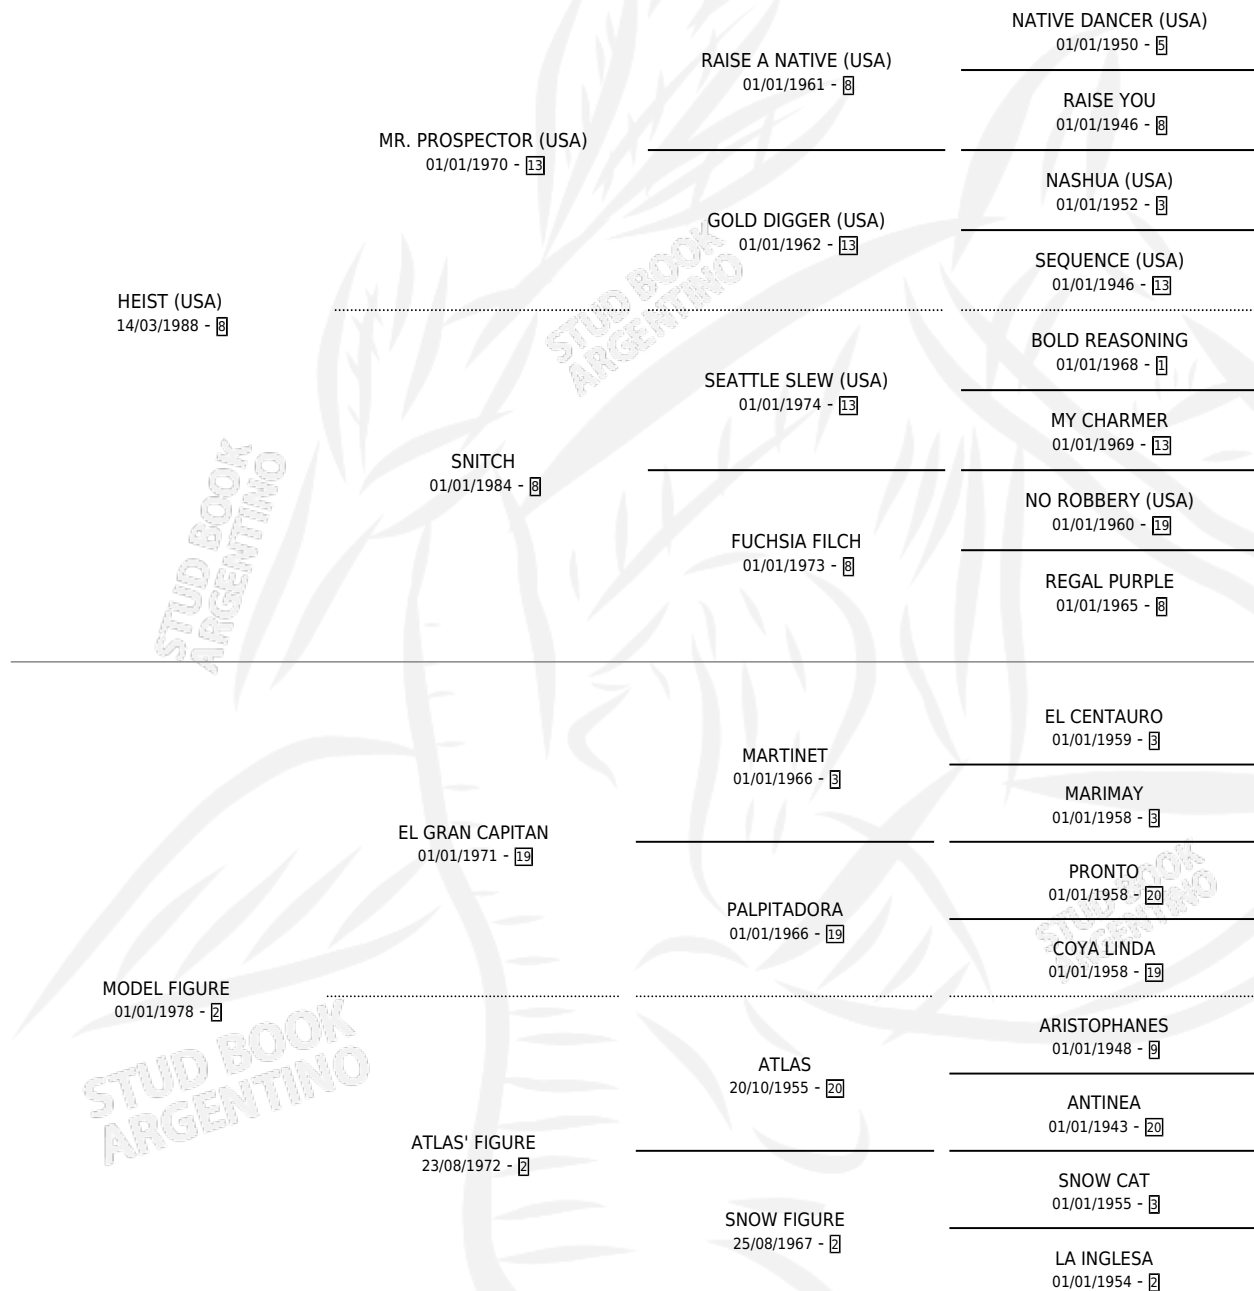 NATIVE DANCER (USA)
01/01/1950 - 5
RAISE A NATIVE (USA)
01/01/1961 - 8
RAISE YOU
01/01/1946 - 8
MR. PROSPECTOR (USA)
01/01/1970 - 13
NASHUA (USA)
01/01/1952 - 3
GOLD DIGGER (USA)
01/01/1962 - 13
SEQUENCE (USA)
01/01/1946 - 13
HEIST (USA)
14/03/1988 - 8
BOLD REASONING
01/01/1968 - 1
SEATTLE SLEW (USA)
01/01/1974 - 13
MY CHARMER
01/01/1969 - 13
SNITCH
01/01/1984 - 8
NO ROBBERY (USA)
01/01/1960 - 19
FUCHSIA FILCH
01/01/1973 - 8
REGAL PURPLE
01/01/1965 - 8
EL CENTAURO
01/01/1959 - 3
MARTINET
01/01/1966 - 3
MARIMAY
01/01/1958 - 3
EL GRAN CAPITAN
01/01/1971 - 19
PRONTO
01/01/1958 - 20
PALPITADORA
01/01/1966 - 19
COYA LINDA
01/01/1958 - 19
MODEL FIGURE
01/01/1978 - 2
ARISTOPHANES
01/01/1948 - 9
ATLAS
20/10/1955 - 20
ANTINEA
01/01/1943 - 20
ATLAS' FIGURE
23/08/1972 - 2
SNOW CAT
01/01/1955 - 3
SNOW FIGURE
25/08/1967 - 2
LA INGLESA
01/01/1954 - 2
STUD BOOK
ARGENTINO
STUD BOOK
ARGENTINO
STUD BOOK
ARGENTINO
STUD BOOK
ARGENTINO